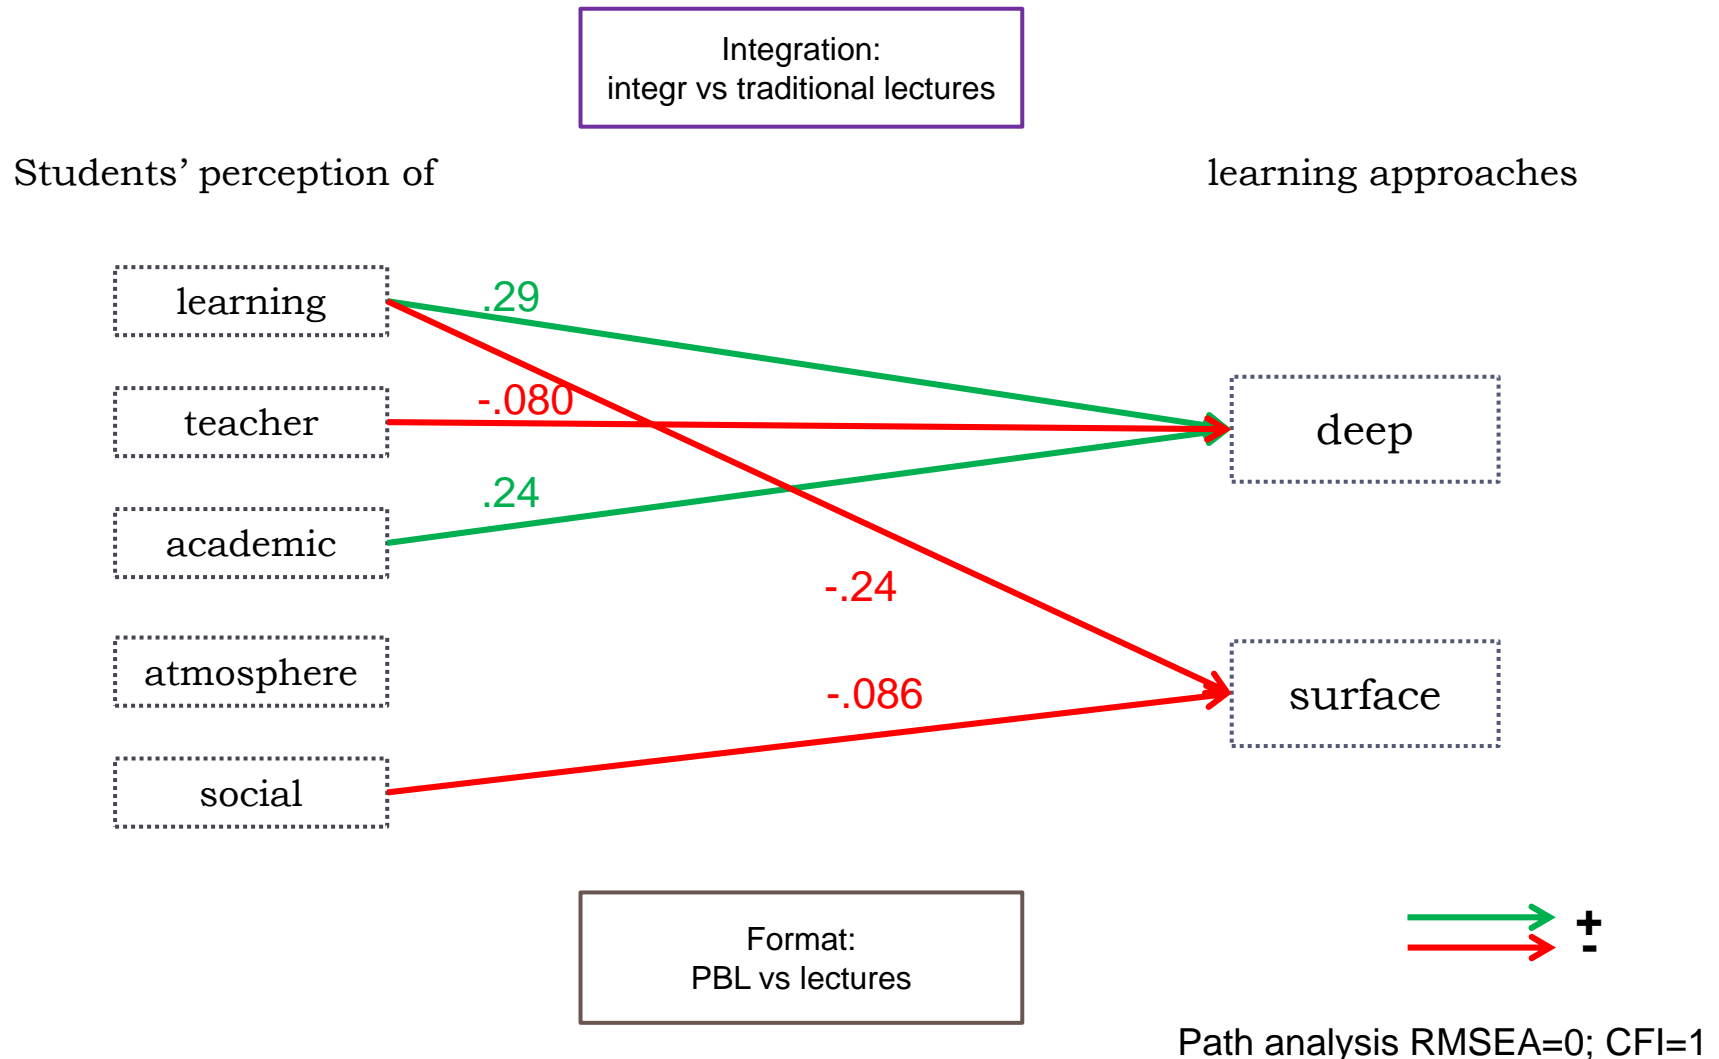 Integration:
integr vs traditional lectures
Students’ perception of
learning approaches
learning
.29
teacher
-.080
deep
academic
.24
-.24
atmosphere
-.086
surface
social
Format:
PBL vs lectures
+
-
Path analysis RMSEA=0; CFI=1